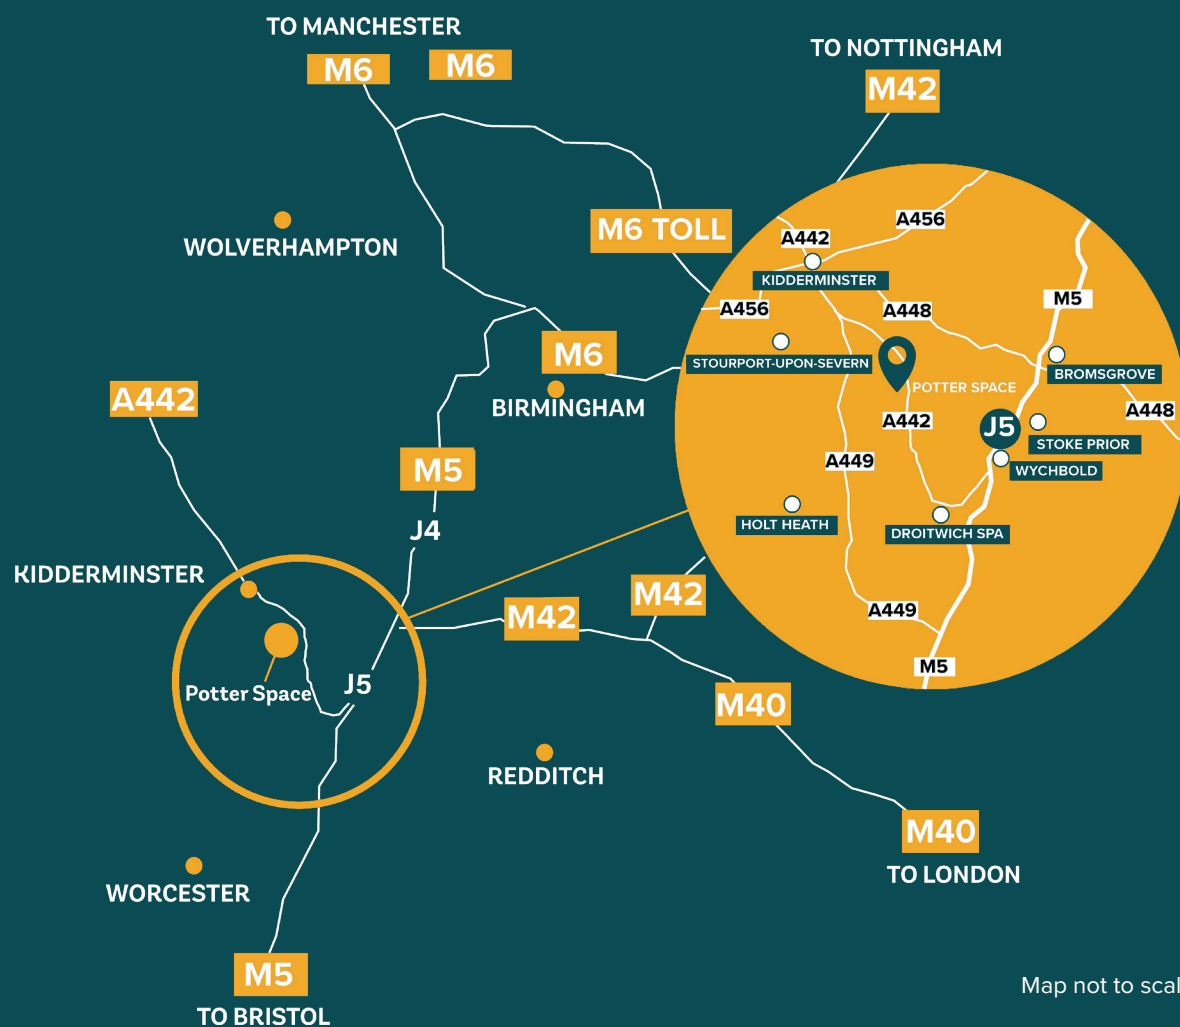 TO MANCHESTER
M6
M6
TO NOTTINGHAM
M42
M6 TOLL
WOLVERHAMPTON
A456
A442
KIDDERMINSTER
M5
A456
A448
STOURPORT-UPON-SEVERN
BROMSGROVE
POTTER SPACE
A448
A442
J5
STOKE PRIOR
A449
WYCHBOLD
HOLT HEATH
DROITWICH SPA
A449
M5
M6
BIRMINGHAM
A442
M5
J4
KIDDERMINSTER
M42
M42
Potter Space
J5
M40
REDDITCH
M40
TO LONDON
WORCESTER
M5
TO BRISTOL
Map not to scal